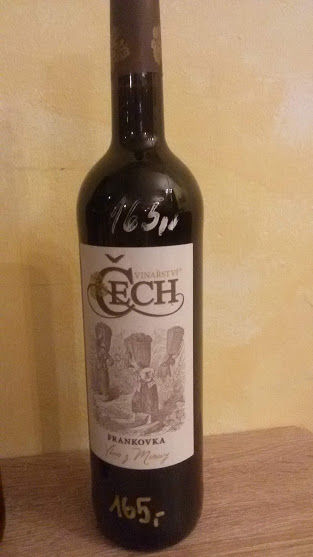 165,-
VINAŘSTVÍ
ČECH
FRANKOVKA
Víno z Moravy
165,-